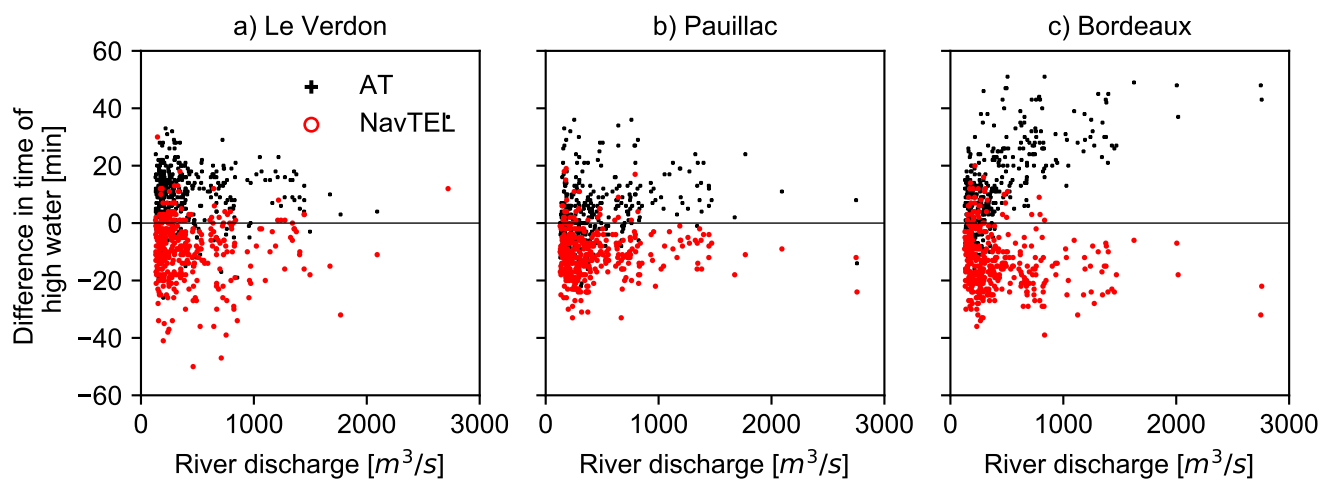 a) Le Verdon
b) Pauillac
c) Bordeaux
Difference in time of
high water [min]
60
40
20
0
−20
−40
−60
AT
NavTEL
0 1000 2000 3000
0 1000 2000 3000
0 1000 2000 3000
River discharge [m³/s]
River discharge [m³/s]
River discharge [m³/s]